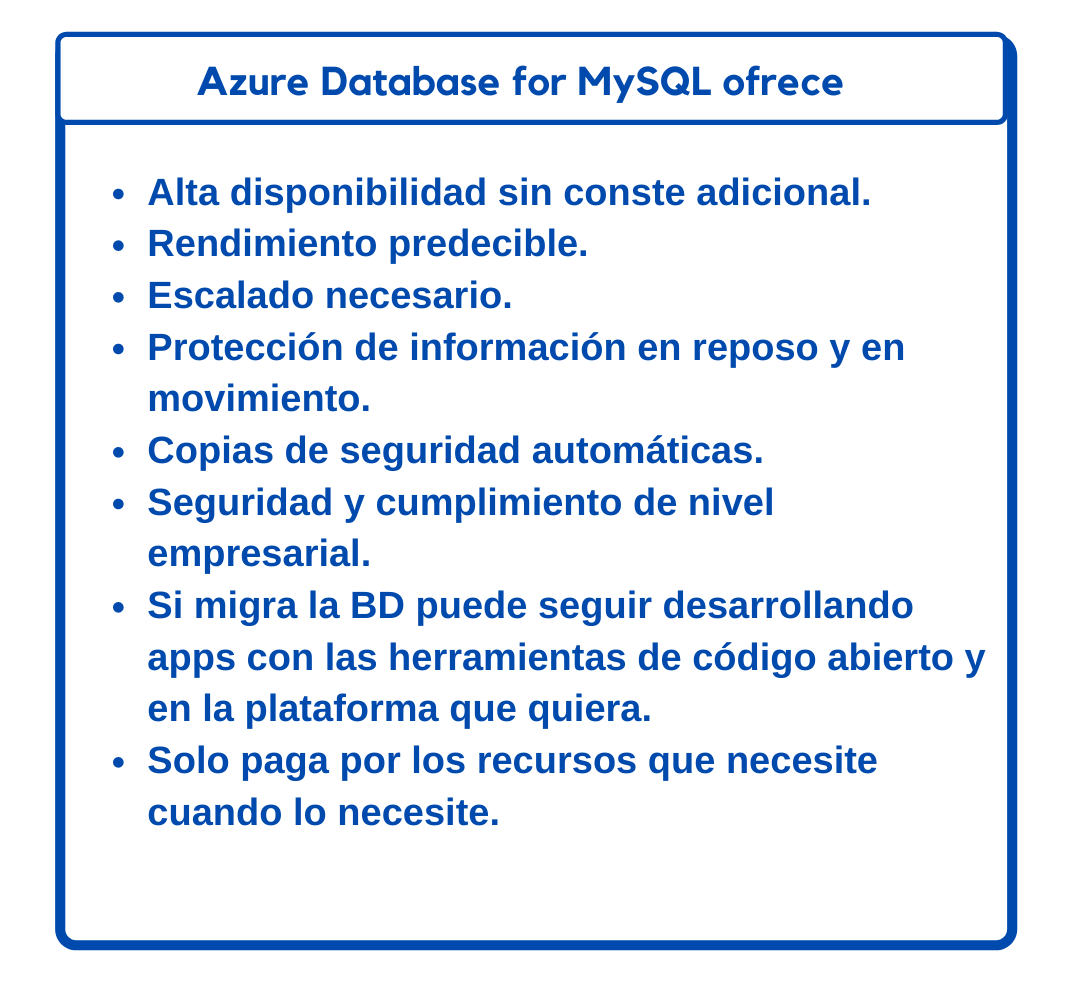 Azure Database for MySQL ofrece
• Alta disponibilidad sin conste adicional.
• Rendimiento predecible.
• Escalado necesario.
• Protección de información en reposo y en
movimiento.
• Copias de seguridad automáticas.
• Seguridad y cumplimiento de nivel
empresarial.
• Si migra la BD puede seguir desarrollando
apps con las herramientas de código abierto y
en la plataforma que quiera.
• Solo paga por los recursos que necesite
cuando lo necesite.